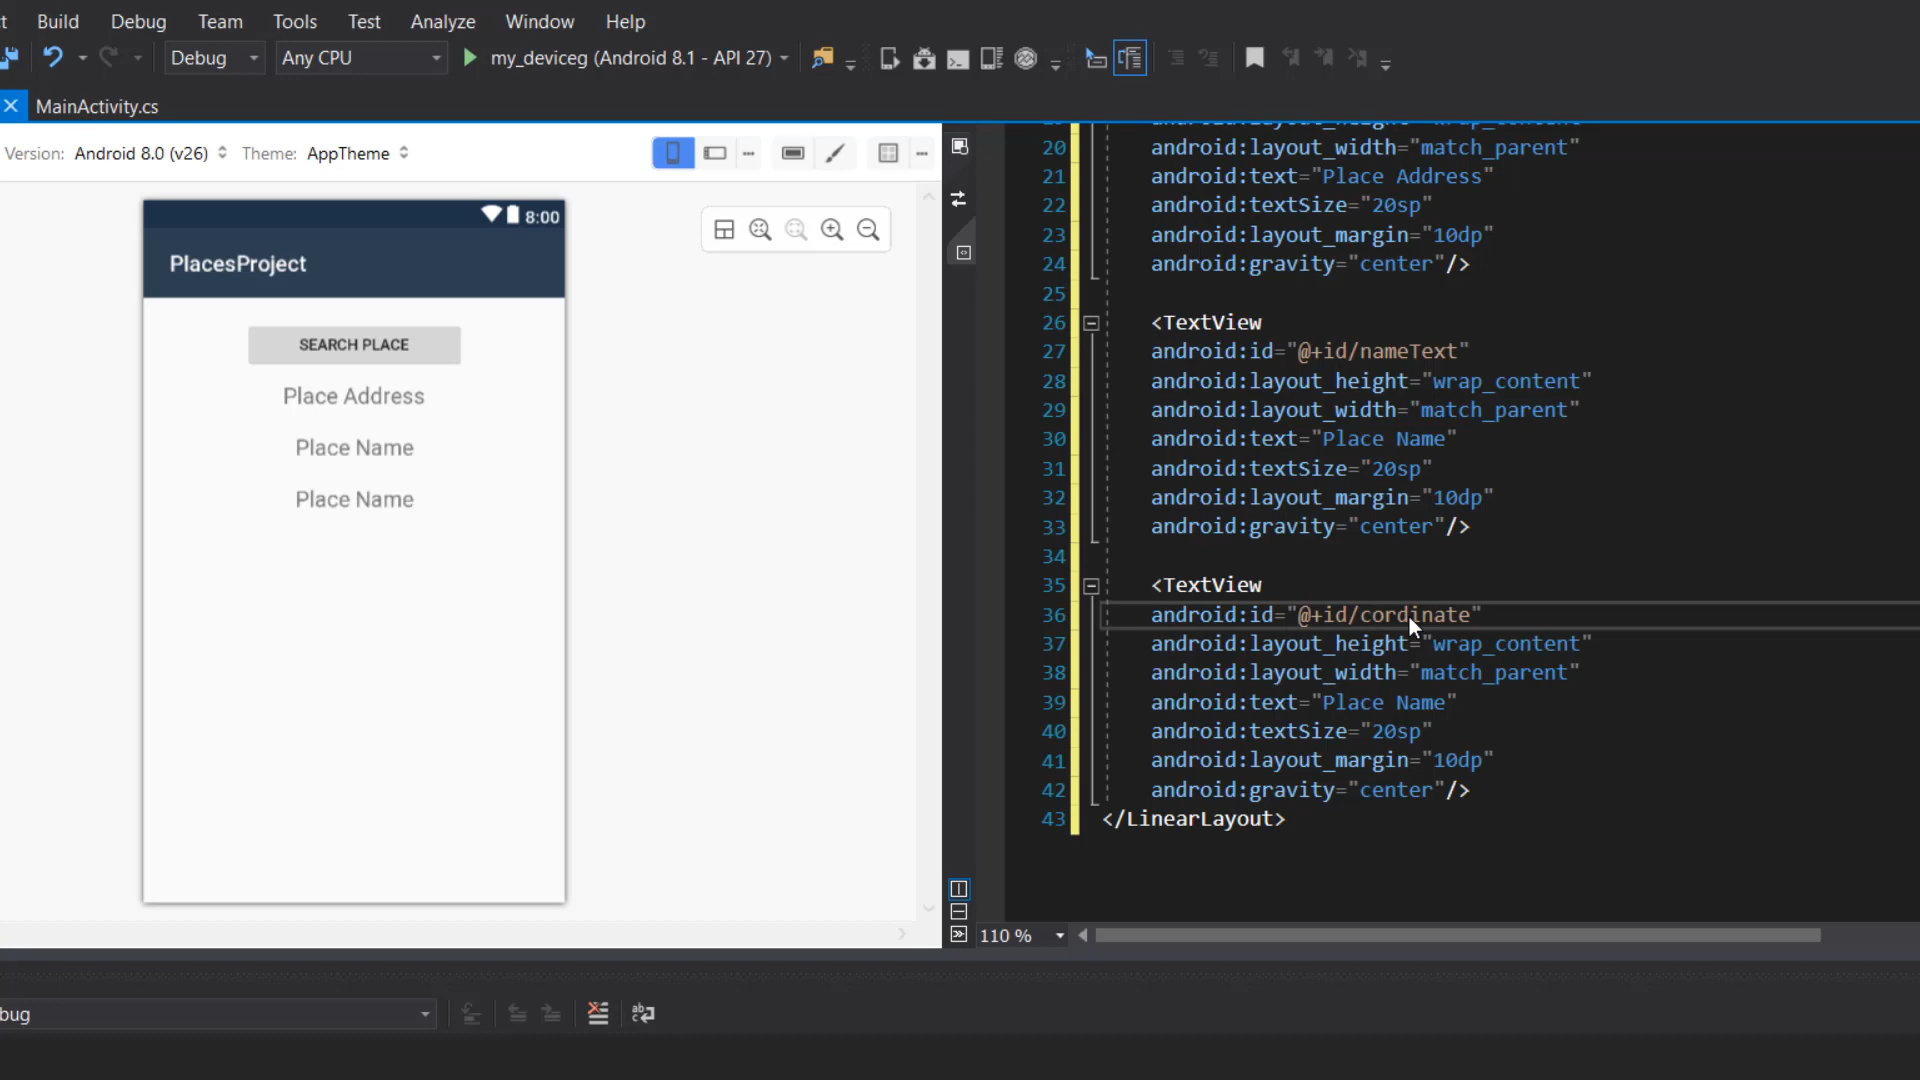 Build Debug Team Tools Test Analyze Window Help
Debug Any CPU my_deviceg (Android 8.1 - API 27)
MainActivity.cs
Version: Android 8.0 (v26) Theme: AppTheme
8:00
PlacesProject
SEARCH PLACE
Place Address
Place Name
Place Name
20 android:layout_width="match_parent"
21 android:text="Place Address"
22 android:textSize="20sp"
23 android:layout_margin="10dp"
24 android:gravity="center"/>
25
26 <TextView
27 android:id="@+id/nameText"
28 android:layout_height="wrap_content"
29 android:layout_width="match_parent"
30 android:text="Place Name"
31 android:textSize="20sp"
32 android:layout_margin="10dp"
33 android:gravity="center"/>
34
35 <TextView
36 android:id="@+id/cordinate"
37 android:layout_height="wrap_content"
38 android:layout_width="match_parent"
39 android:text="Place Name"
40 android:textSize="20sp"
41 android:layout_margin="10dp"
42 android:gravity="center"/>
43 </LinearLayout>
110 %
bug